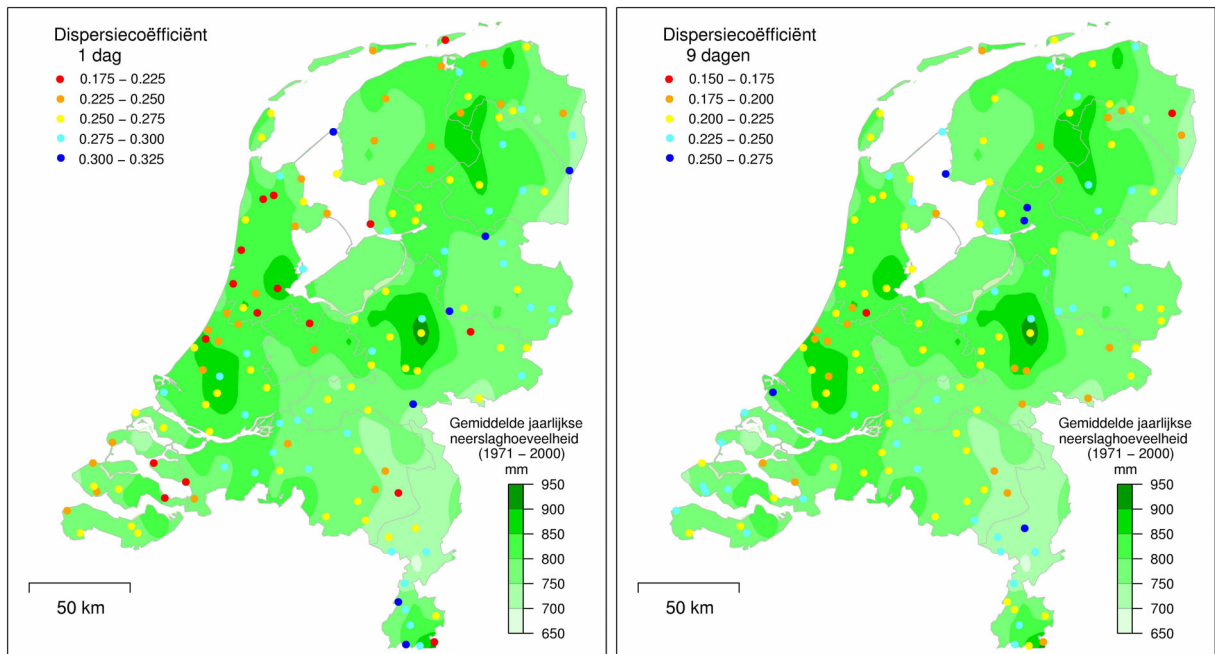 Dispersiecoëfficiënt
1 dag
0.175 – 0.225
0.225 – 0.250
0.250 – 0.275
0.275 – 0.300
0.300 – 0.325
Gemiddelde jaarlijkse
neerslaghoeveelheid
(1971 – 2000)
mm
950
900
850
800
750
700
650
50 km
Dispersiecoëfficiënt
9 dagen
0.150 – 0.175
0.175 – 0.200
0.200 – 0.225
0.225 – 0.250
0.250 – 0.275
Gemiddelde jaarlijkse
neerslaghoeveelheid
(1971 – 2000)
mm
950
900
850
800
750
700
650
50 km